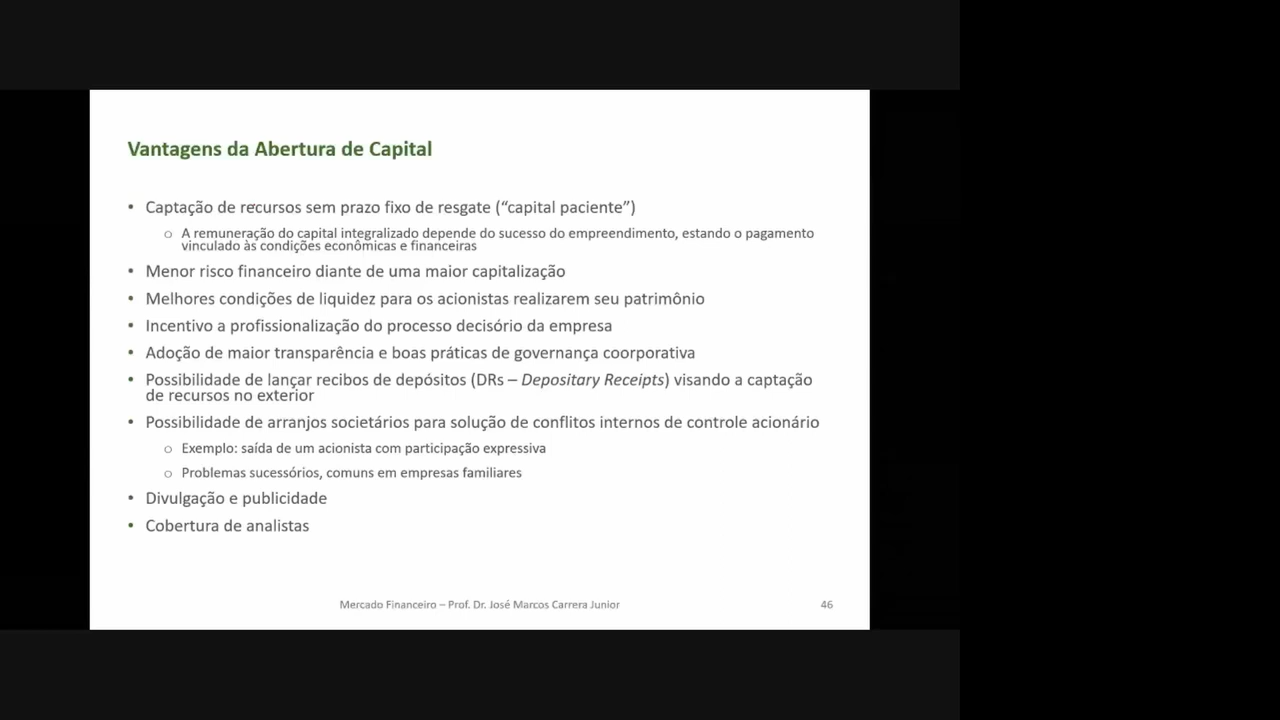 Vantagens da Abertura de Capital
• Captação de recursos sem prazo fixo de resgate (“capital paciente”)
○ A remuneração do capital integralizado depende do sucesso do empreendimento, estando o pagamento
vinculado às condições econômicas e financeiras
• Menor risco financeiro diante de uma maior capitalização
• Melhores condições de liquidez para os acionistas realizarem seu patrimônio
• Incentivo a profissionalização do processo decisório da empresa
• Adoção de maior transparência e boas práticas de governança coorporativa
• Possibilidade de lançar recibos de depósitos (DRs – Depositary Receipts) visando a captação
de recursos no exterior
• Possibilidade de arranjos societários para solução de conflitos internos de controle acionário
○ Exemplo: saída de um acionista com participação expressiva
○ Problemas sucessórios, comuns em empresas familiares
• Divulgação e publicidade
• Cobertura de analistas
Mercado Financeiro – Prof. Dr. José Marcos Carrera Junior
46